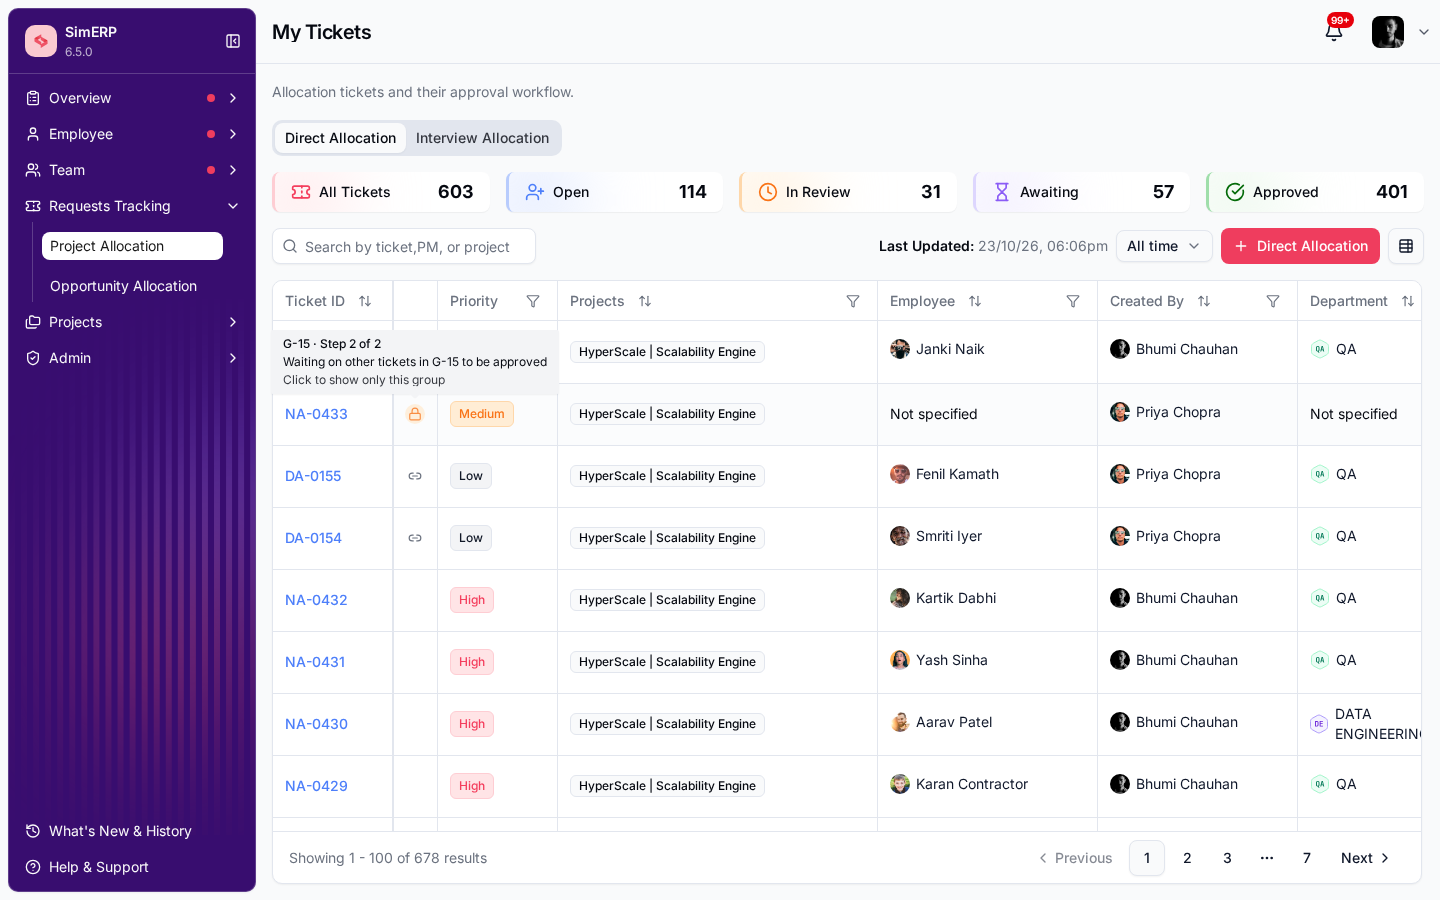 SimERP
6.5.0
My Tickets
99+
Overview
Employee
Team
Requests Tracking
Project Allocation
Opportunity Allocation
Projects
Admin
What's New & History
Help & Support
Allocation tickets and their approval workflow.
Direct Allocation Interview Allocation
All Tickets 603
Open 114
In Review 31
Awaiting 57
Approved 401
Search by ticket,PM, or project
Last Updated: 23/10/26, 06:06pm
All time
Direct Allocation
Ticket ID Priority Projects Employee Created By Department
G-15 · Step 2 of 2
Waiting on other tickets in G-15 to be approved
Click to show only this group
HyperScale | Scalability Engine Janki Naik Bhumi Chauhan QA QA
NA-0433 Medium HyperScale | Scalability Engine Not specified Priya Chopra Not specified
DA-0155 Low HyperScale | Scalability Engine Fenil Kamath Priya Chopra QA QA
DA-0154 Low HyperScale | Scalability Engine Smriti Iyer Priya Chopra QA QA
NA-0432 High HyperScale | Scalability Engine Kartik Dabhi Bhumi Chauhan QA QA
NA-0431 High HyperScale | Scalability Engine Yash Sinha Bhumi Chauhan QA QA
NA-0430 High HyperScale | Scalability Engine Aarav Patel Bhumi Chauhan DE DATA
ENGINEERING
NA-0429 High HyperScale | Scalability Engine Karan Contractor Bhumi Chauhan QA QA
Showing 1 - 100 of 678 results
Previous 1 2 3 ••• 7 Next